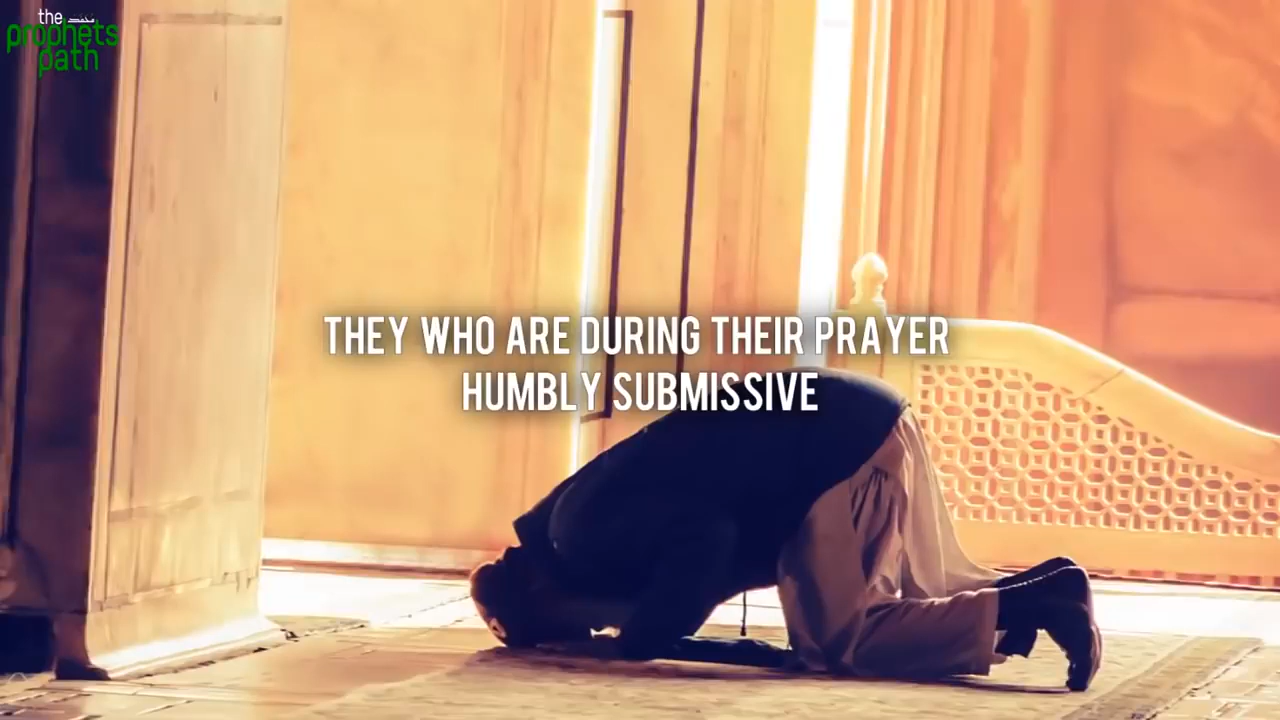 the
prophets
path
THEY WHO ARE DURING THEIR PRAYER
HUMBLY SUBMISSIVE